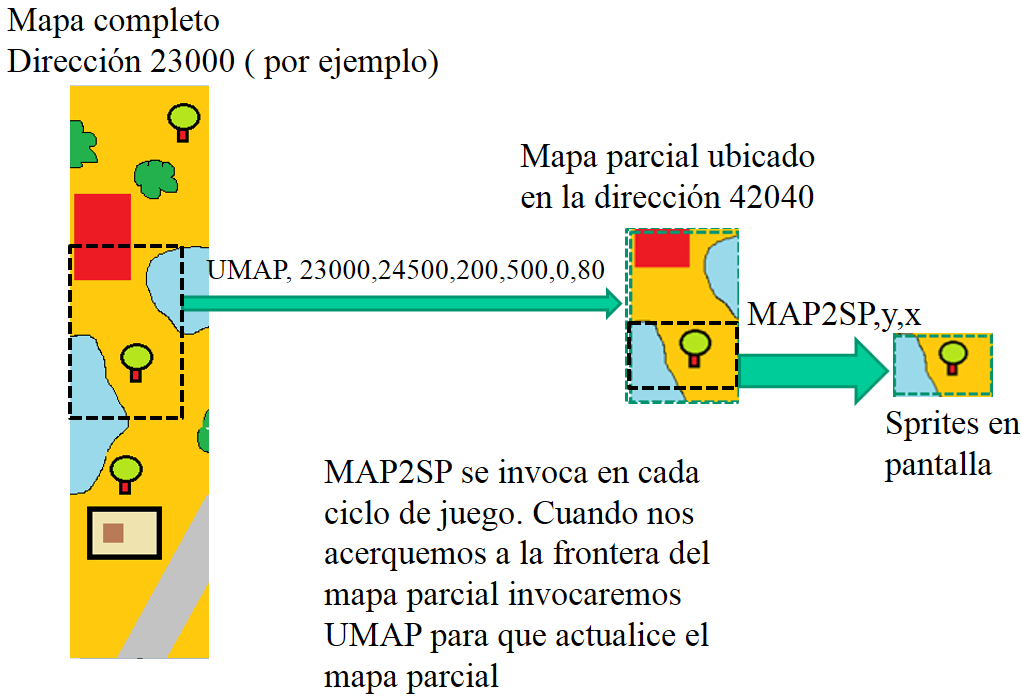 Mapa completo
Dirección 23000 ( por ejemplo)
Mapa parcial ubicado
en la dirección 42040
UMAP, 23000,24500,200,500,0,80
MAP2SP,y,x
Sprites en
pantalla
MAP2SP se invoca en cada
ciclo de juego. Cuando nos
acerquemos a la frontera del
mapa parcial invocaremos
UMAP para que actualice el
mapa parcial